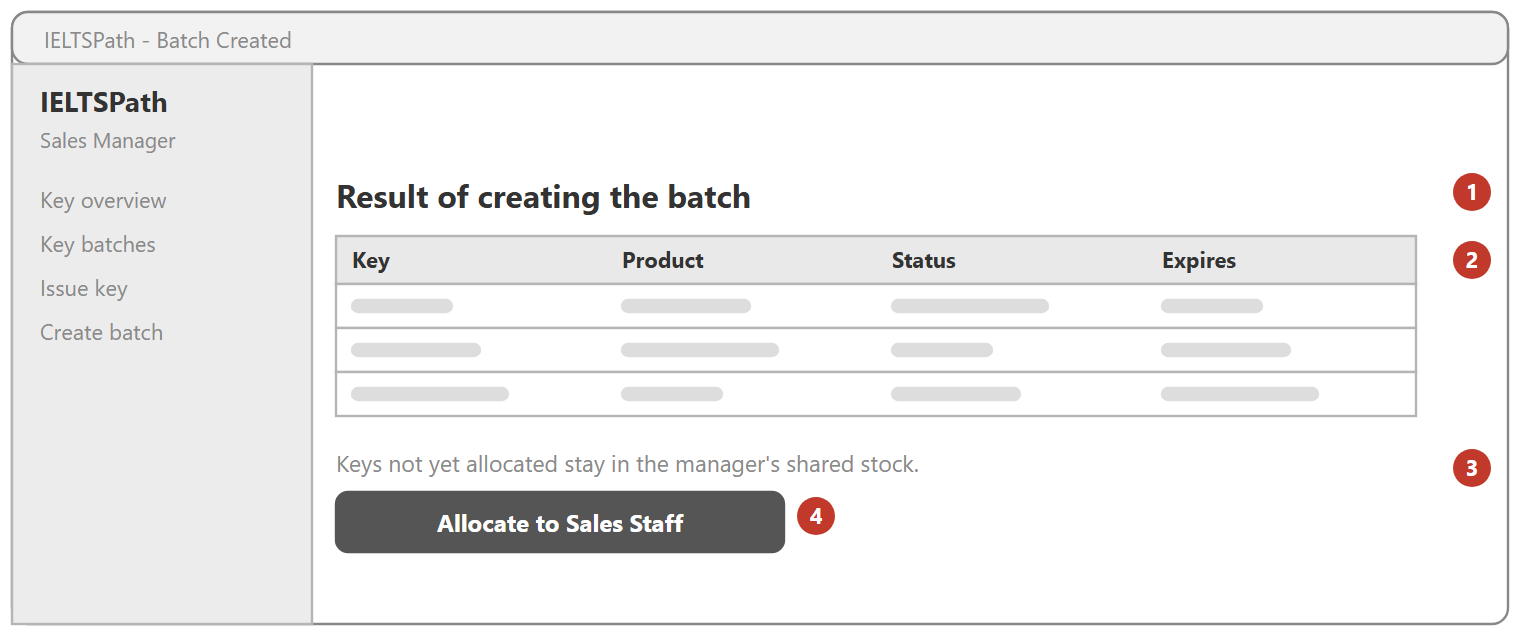 IELTSPath - Batch Created
IELTSPath
Sales Manager
Key overview
Key batches
Issue key
Create batch
Result of creating the batch
1
Key Product Status Expires
2
Keys not yet allocated stay in the manager's shared stock.
3
Allocate to Sales Staff
4